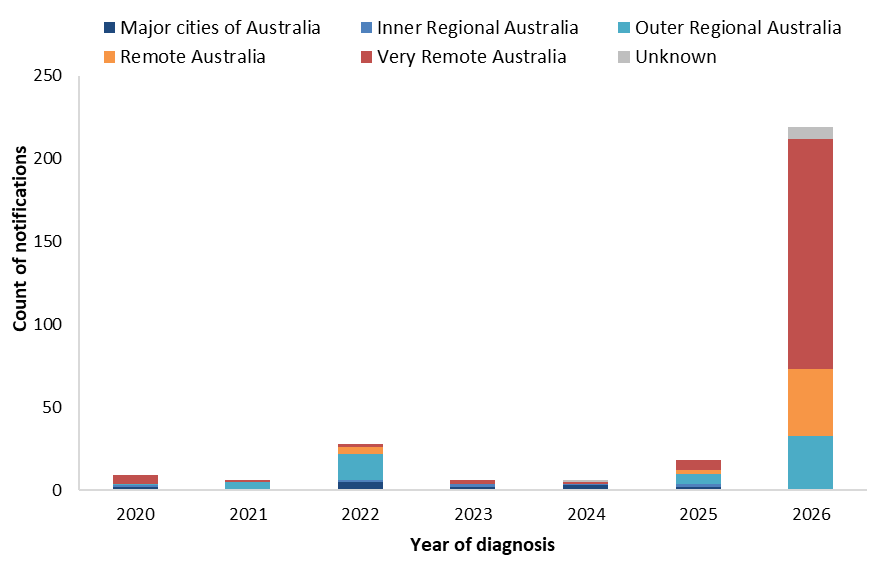 Major cities of Australia Inner Regional Australia Outer Regional Australia
Remote Australia Very Remote Australia Unknown
250
200
150
100
50
0
Count of notifications
2020 2021 2022 2023 2024 2025 2026
Year of diagnosis